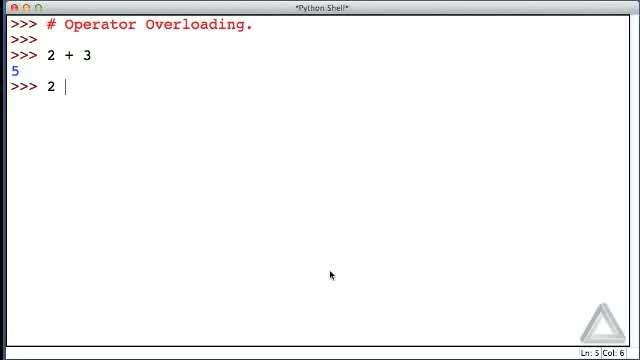 *Python Shell*
>>> # Operator Overloading.
>>>
>>> 2 + 3
5
>>> 2
Ln: 5 Col: 6